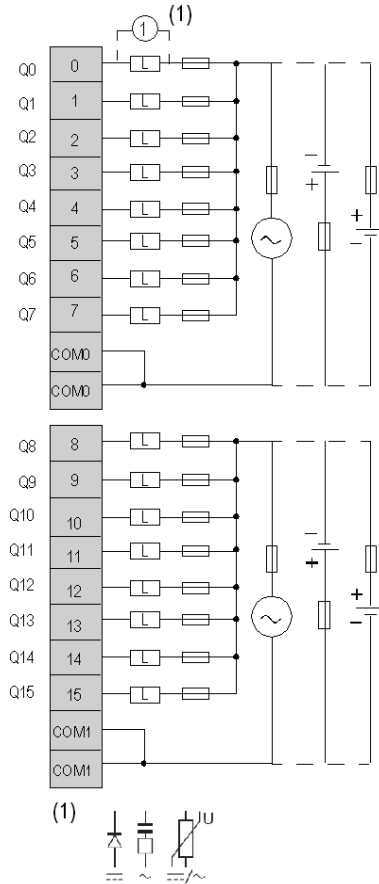 1 (1)
Q0 0 L
Q1 1 L
Q2 2 L
Q3 3 L
Q4 4 L
Q5 5 L
Q6 6 L
Q7 7 L
COM0
COM0
− +
+ −
Q8 8 L
Q9 9 L
Q10 10 L
Q11 11 L
Q12 12 L
Q13 13 L
Q14 14 L
Q15 15 L
COM1
COM1
− +
+ −
(1)
U
⎓ ~ ⎓/~